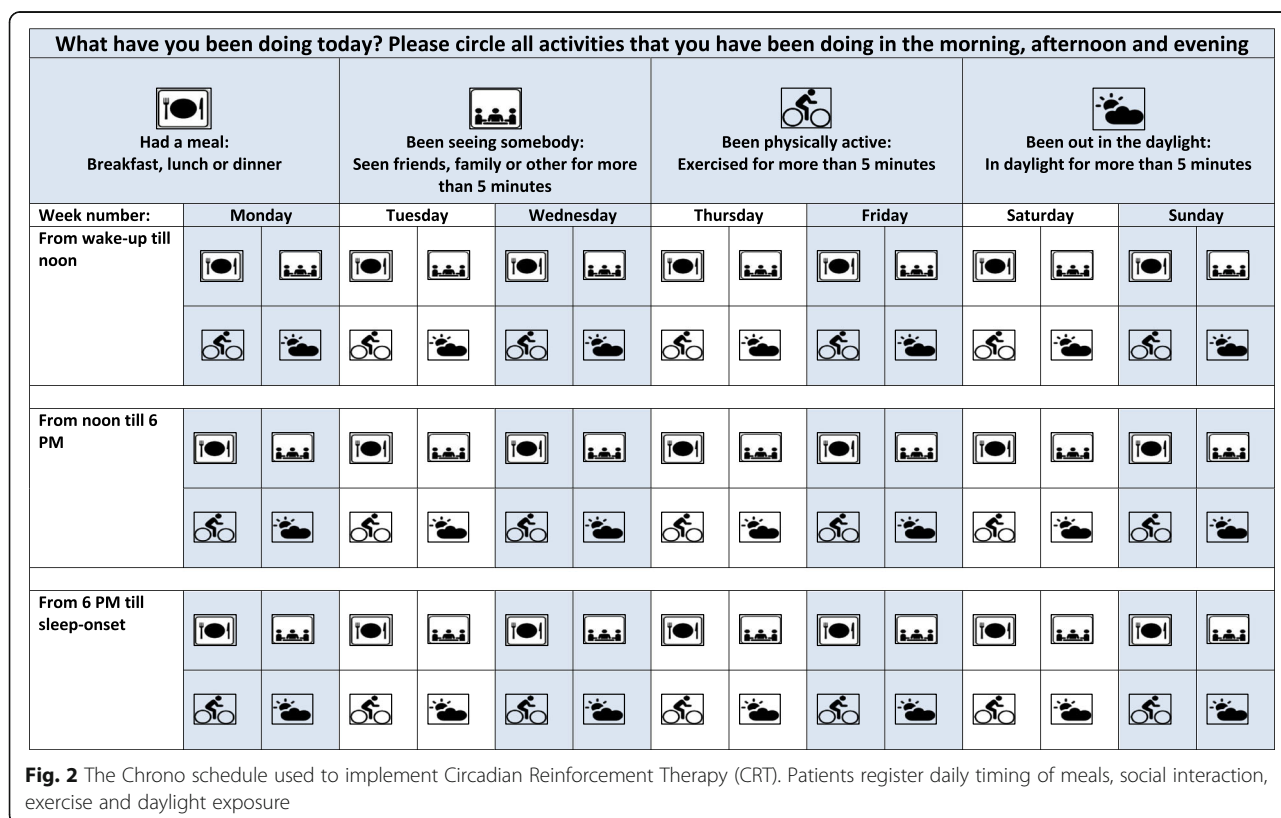 What have you been doing today? Please circle all activities that you have been doing in the morning, afternoon and evening
Had a meal:
Breakfast, lunch or dinner
Been seeing somebody:
Seen friends, family or other for more
than 5 minutes
Been physically active:
Exercised for more than 5 minutes
Been out in the daylight:
In daylight for more than 5 minutes
Week number: Monday Tuesday Wednesday Thursday Friday Saturday Sunday
From wake-up till
noon
From noon till 6
PM
From 6 PM till
sleep-onset
Fig. 2 The Chrono schedule used to implement Circadian Reinforcement Therapy (CRT). Patients register daily timing of meals, social interaction,
exercise and daylight exposure